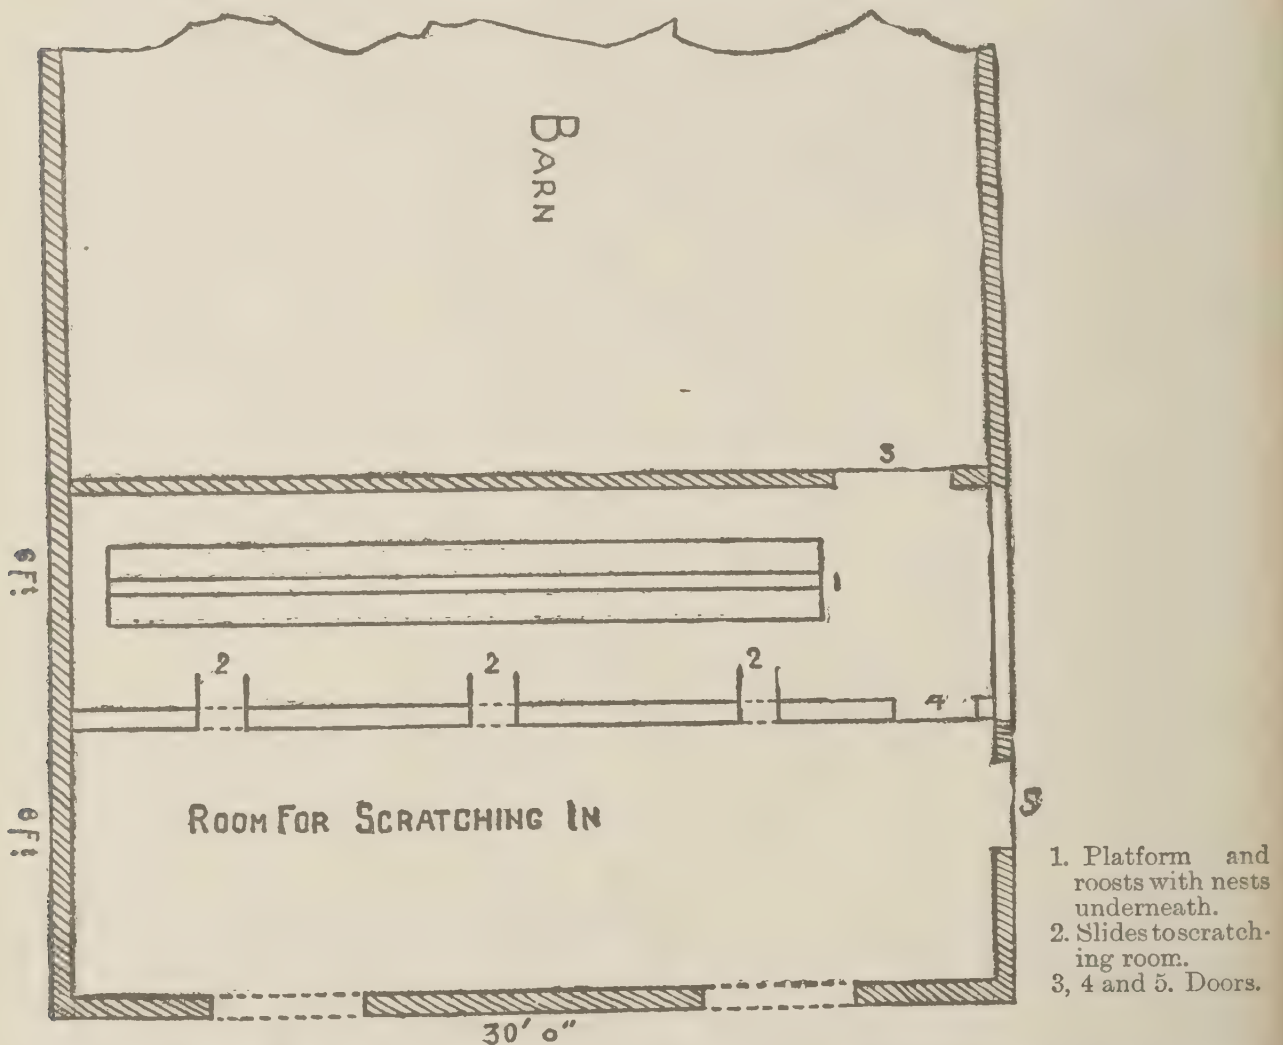 BARN
3
6 Ft.
1
2 2 2
4
ROOM FOR SCRATCHING IN
6 Ft.
5
1. Platform and
roosts with nests
underneath.
2. Slides to scratch-
ing room.
3, 4 and 5. Doors.
30' 0"